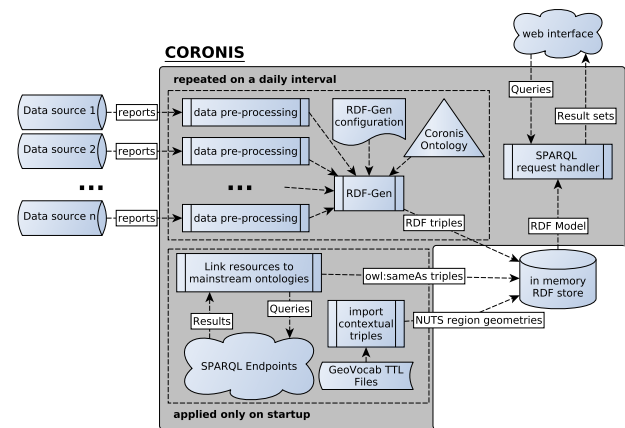 web interface
CORONIS
repeated on a daily interval
Queries
Result sets
Data source 1
reports
data pre-processing
RDF-Gen
configuration
Coronis
Ontology
Data source 2
reports
data pre-processing
SPARQL
request handler
...
...
RDF-Gen
Data source n
reports
data pre-processing
RDF triples
RDF Model
Link resources to
mainstream ontologies
owl:sameAs triples
in memory
RDF store
Results
Queries
import
contextual
triples
NUTS region geometries
SPARQL Endpoints
GeoVocab TTL
Files
applied only on startup